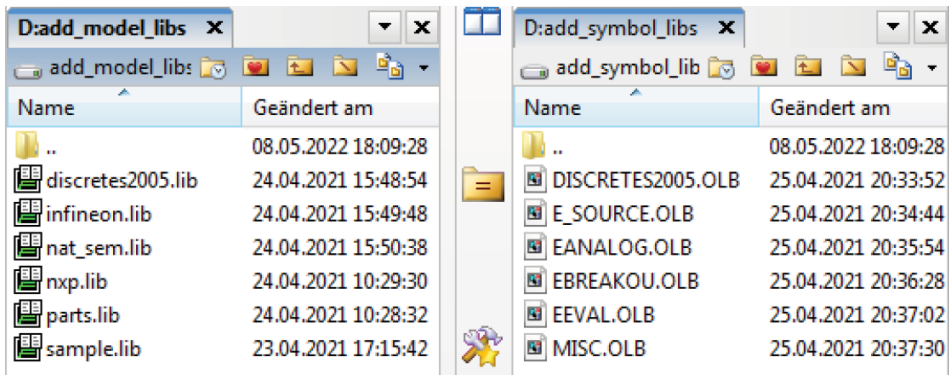 D:add_model_libs
add_model_libs
Name Geändert am
.. 08.05.2022 18:09:28
discretes2005.lib 24.04.2021 15:48:54
infineon.lib 24.04.2021 15:49:48
nat_sem.lib 24.04.2021 15:50:38
nxp.lib 24.04.2021 10:29:30
parts.lib 24.04.2021 10:28:32
sample.lib 23.04.2021 17:15:42
D:add_symbol_libs
add_symbol_lib
Name Geändert am
.. 08.05.2022 18:09:28
DISCRETES2005.OLB 25.04.2021 20:33:52
E_SOURCE.OLB 25.04.2021 20:34:44
EANALOG.OLB 25.04.2021 20:35:54
EBREAKOU.OLB 25.04.2021 20:36:28
EEVAL.OLB 25.04.2021 20:37:02
MISC.OLB 25.04.2021 20:37:30